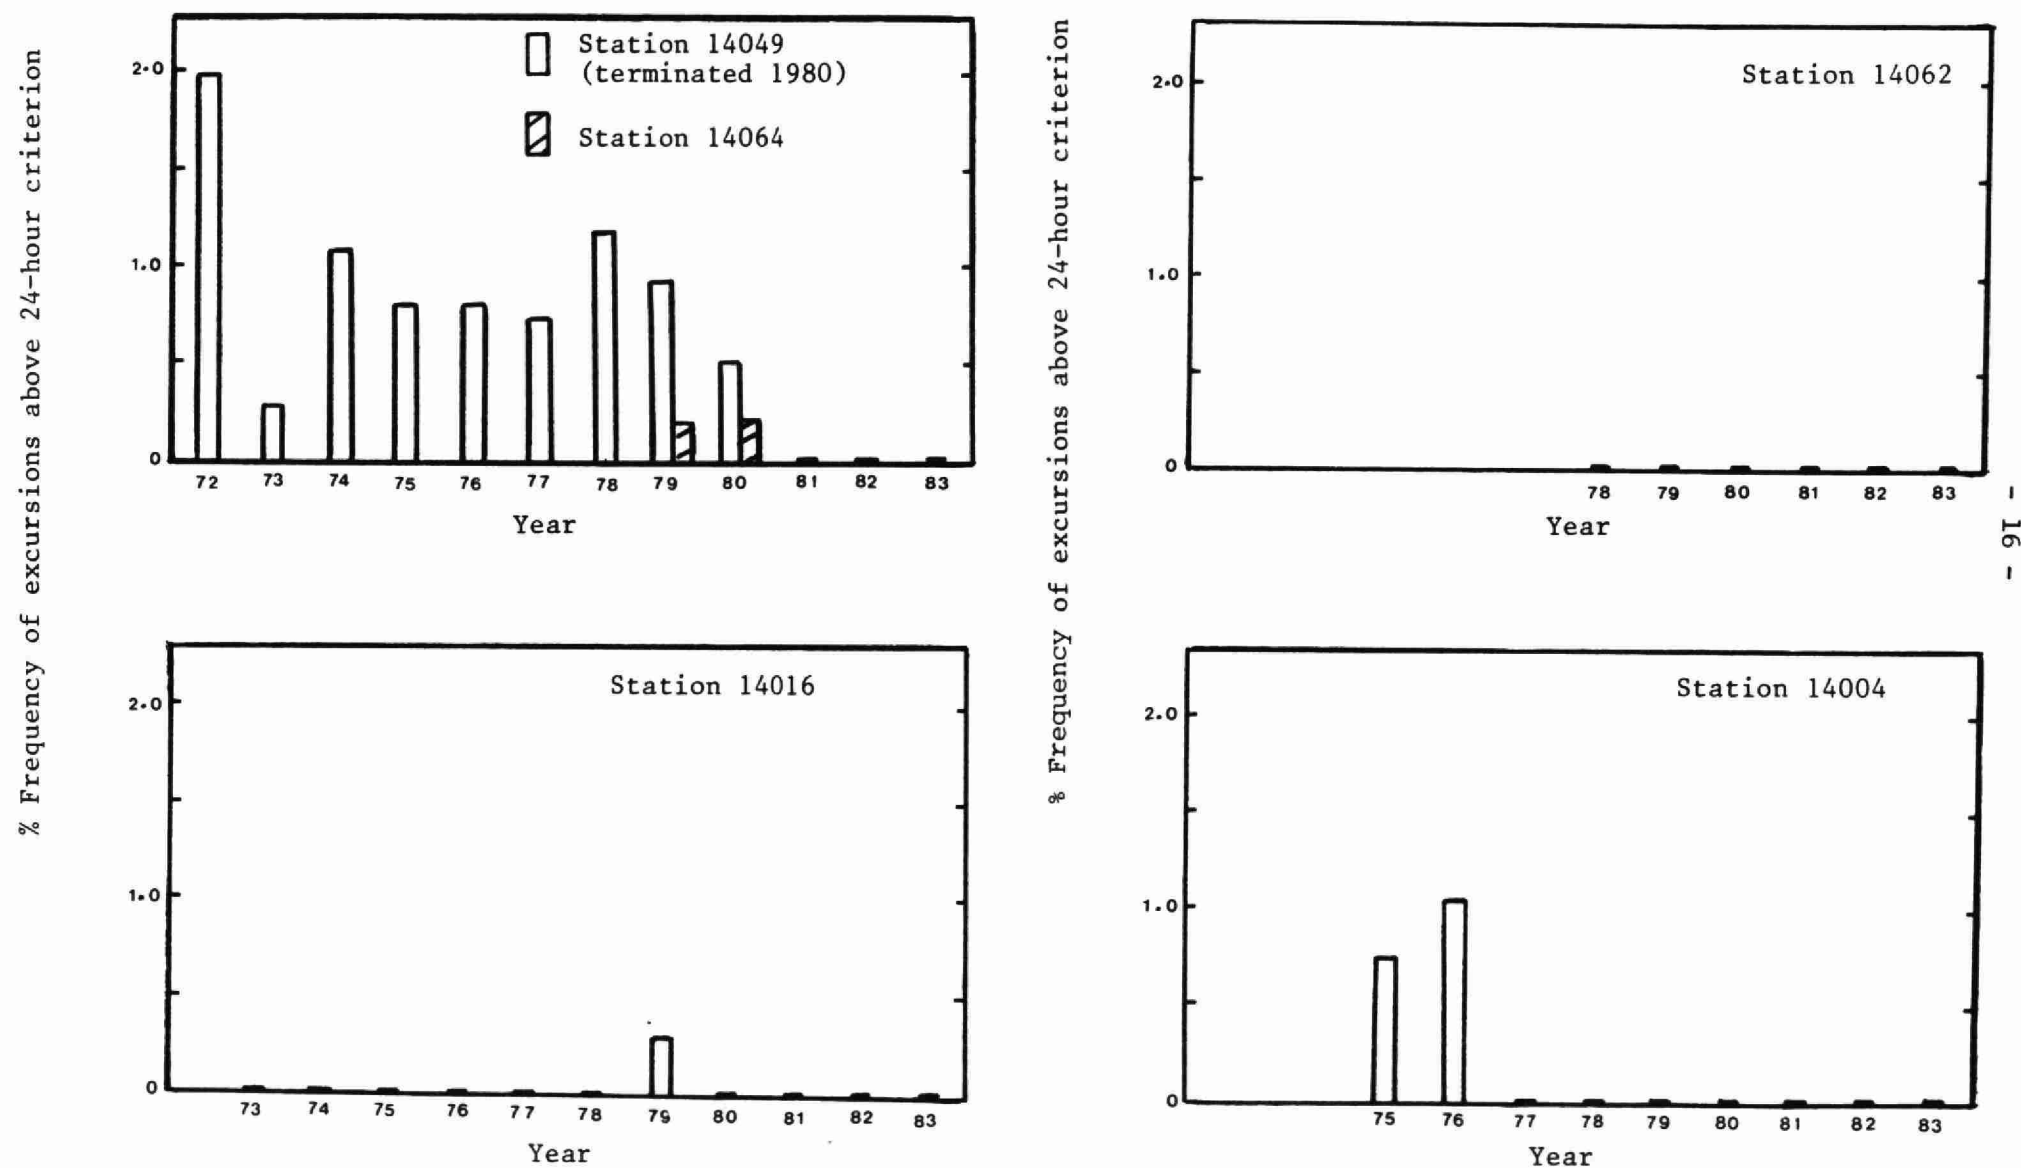 % Frequency of excursions above 24-hour criterion
2.0
1.0
0
Station 14049
(terminated 1980)
Station 14064
72 73 74 75 76 77 78 79 80 81 82 83
Year
% Frequency of excursions above 24-hour criterion
2.0
1.0
0
Station 14062
78 79 80 81 82 83
Year
- 16 -
2.0
1.0
0
Station 14016
73 74 75 76 77 78 79 80 81 82 83
Year
2.0
1.0
0
Station 14004
75 76 77 78 79 80 81 82 83
Year